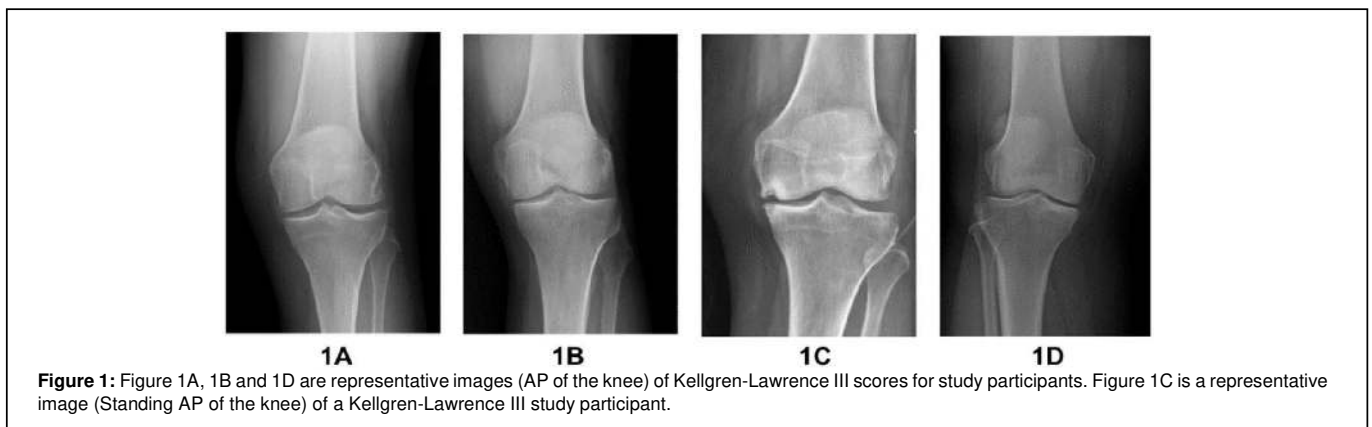 1A 1B 1C 1D
Figure 1: Figure 1A, 1B and 1D are representative images (AP of the knee) of Kellgren-Lawrence III scores for study participants. Figure 1C is a representative
image (Standing AP of the knee) of a Kellgren-Lawrence III study participant.